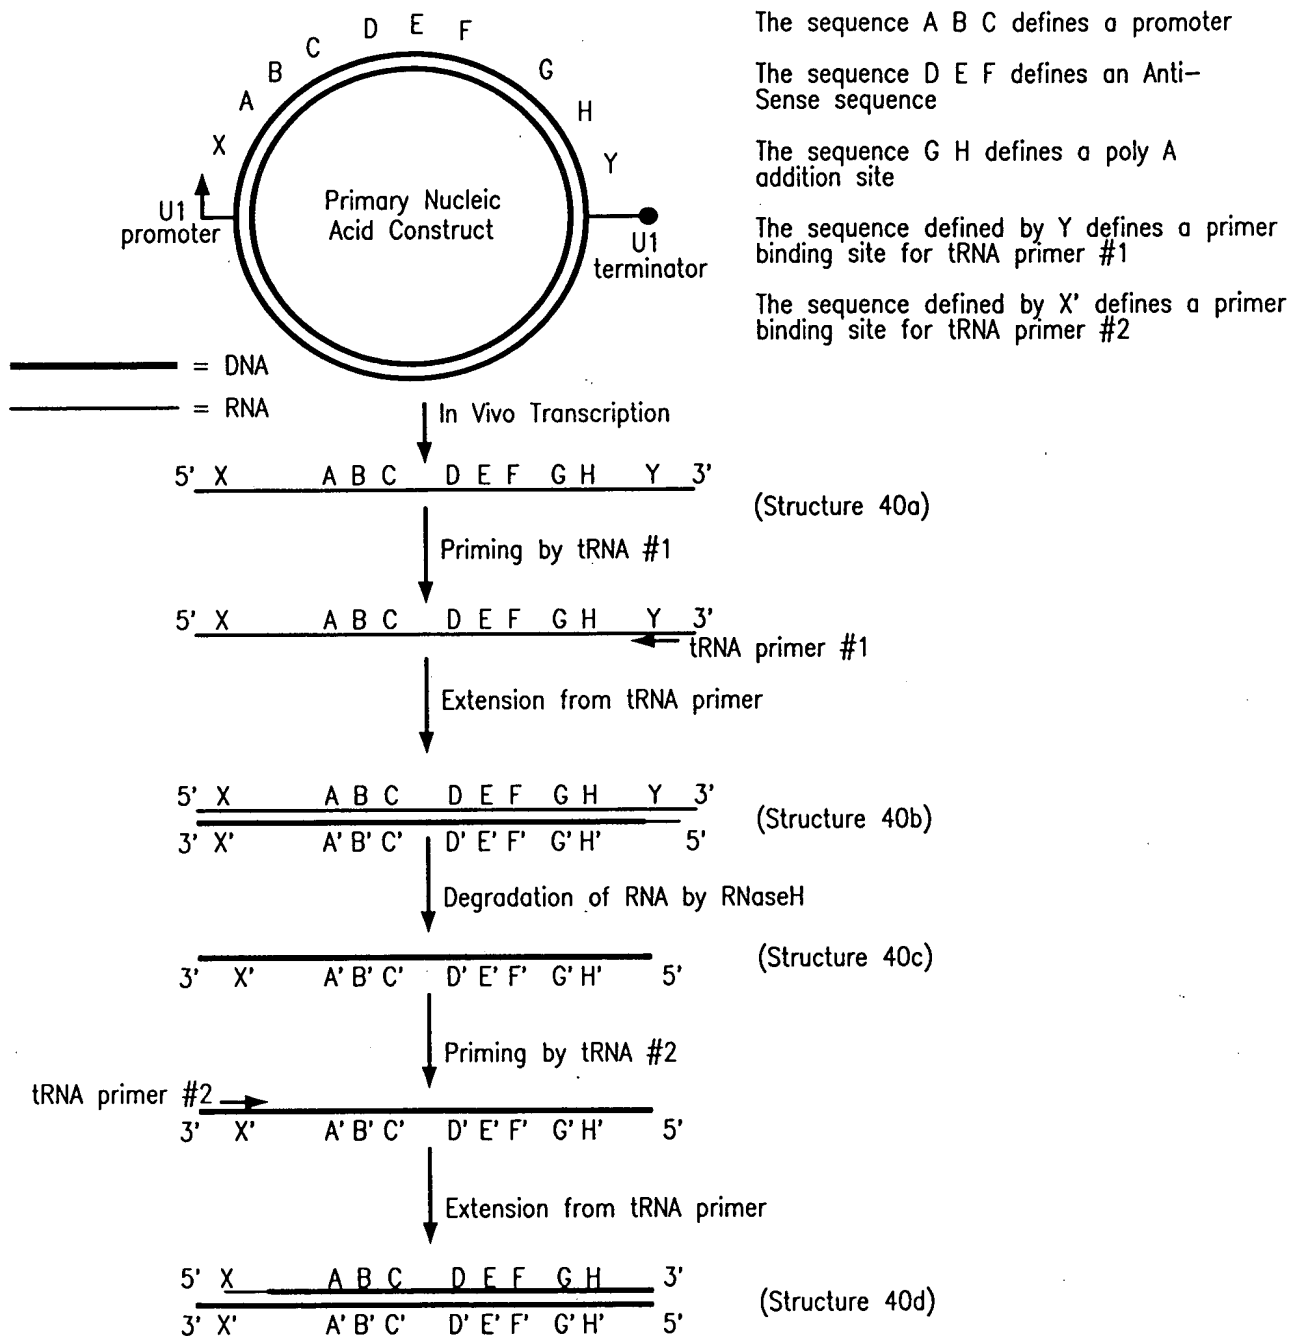 X A B C D E F G H Y
U1
promoter
Primary Nucleic
Acid Construct
U1
terminator
The sequence A B C defines a promoter
The sequence D E F defines an Anti-
Sense sequence
The sequence G H defines a poly A
addition site
The sequence defined by Y defines a primer
binding site for tRNA primer #1
The sequence defined by X' defines a primer
binding site for tRNA primer #2
= DNA
= RNA
In Vivo Transcription
5' X A B C D E F G H Y 3'
(Structure 40a)
Priming by tRNA #1
5' X A B C D E F G H Y 3'
tRNA primer #1
Extension from tRNA primer
5' X A B C D E F G H Y 3'
3' X' A' B' C' D' E' F' G' H' 5'
(Structure 40b)
Degradation of RNA by RNaseH
3' X' A' B' C' D' E' F' G' H' 5'
(Structure 40c)
Priming by tRNA #2
tRNA primer #2
3' X' A' B' C' D' E' F' G' H' 5'
Extension from tRNA primer
5' X A B C D E F G H 3'
3' X' A' B' C' D' E' F' G' H' 5'
(Structure 40d)